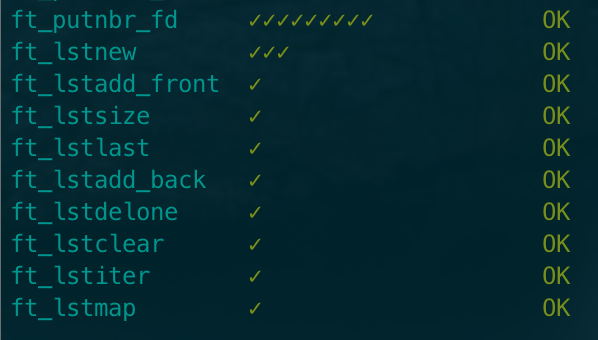 ft_putnbr_fd ✓✓✓✓✓✓✓✓✓ OK
ft_lstnew ✓✓✓ OK
ft_lstadd_front ✓ OK
ft_lstsize ✓ OK
ft_lstlast ✓ OK
ft_lstadd_back ✓ OK
ft_lstdelone ✓ OK
ft_lstclear ✓ OK
ft_lstiter ✓ OK
ft_lstmap ✓ OK